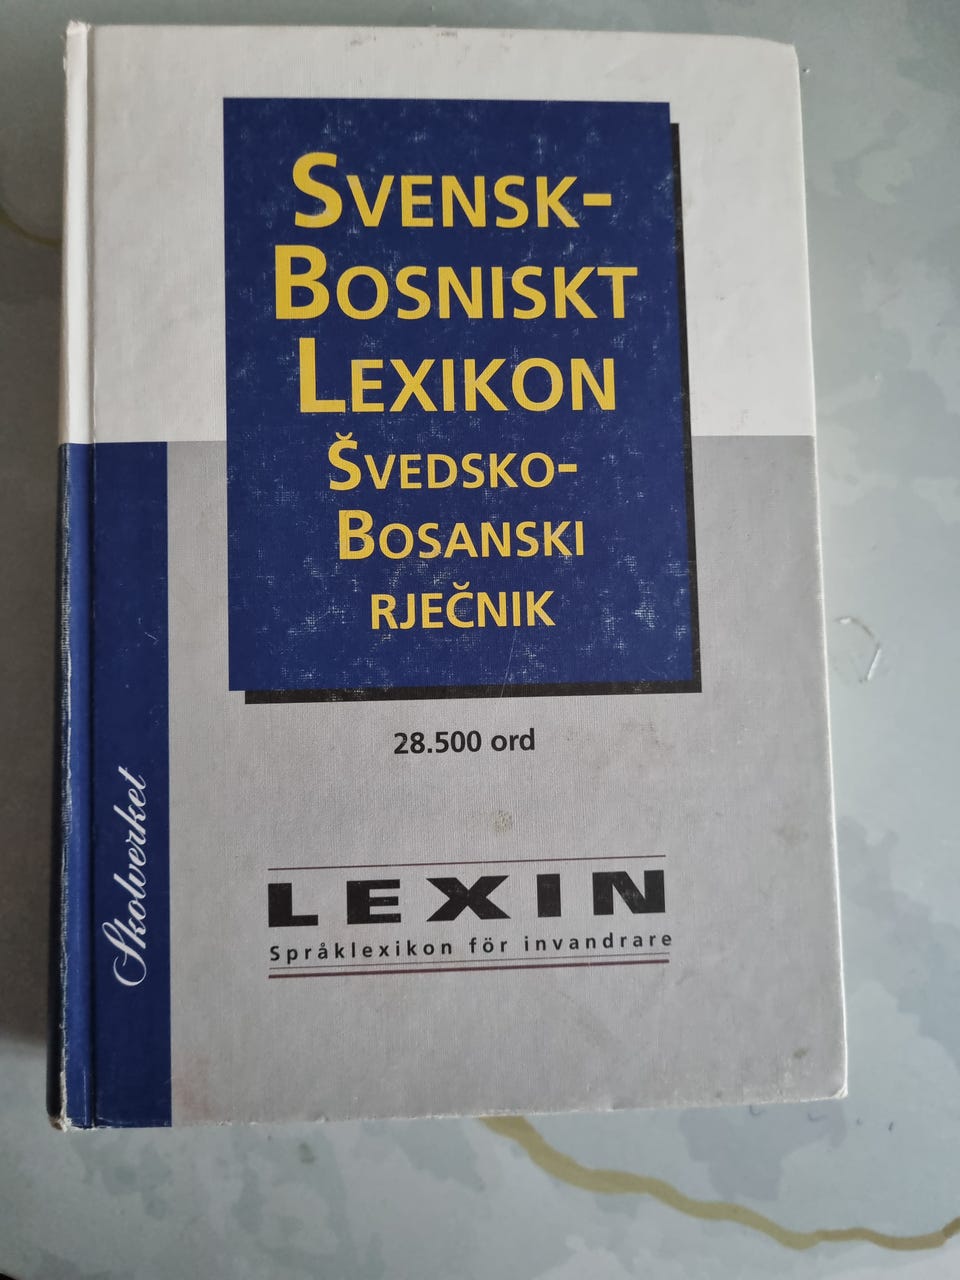 SVENSK-
BOSNISKT
LEXIKON
ŠVEDSKO-
BOSANSKI
RJEČNIK
28.500 ord
LEXIN
Språklexikon för invandrare
Skolverket